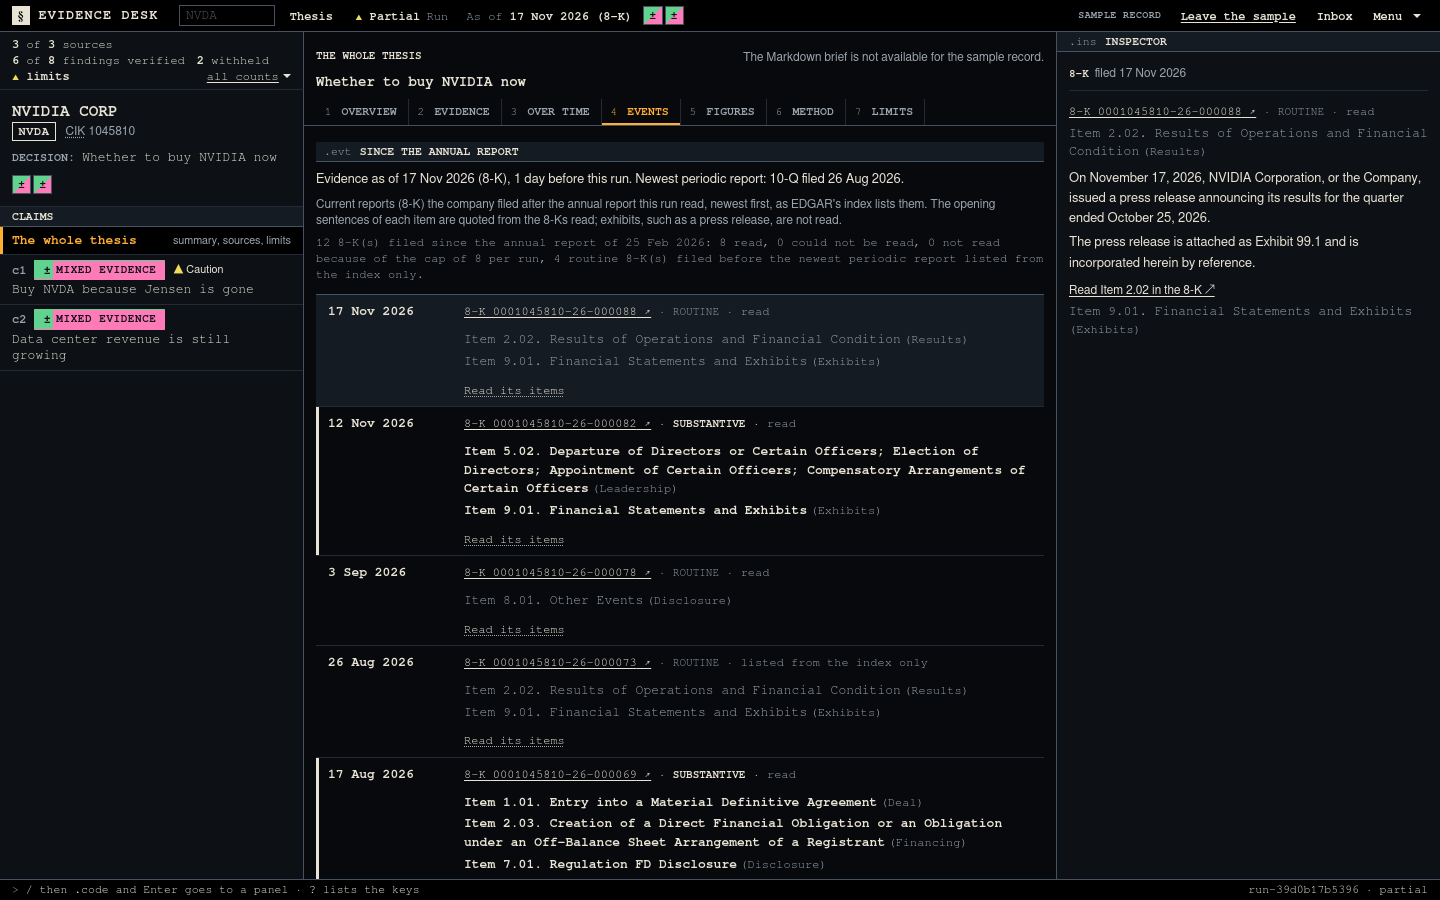 § EVIDENCE DESK NVDA Thesis ▲ Partial Run As of 17 Nov 2026 (8-K) ± ± SAMPLE RECORD Leave the sample Inbox Menu
3 of 3 sources
6 of 8 findings verified 2 withheld
▲ limits all counts
NVIDIA CORP
NVDA CIK 1045810
DECISION: Whether to buy NVIDIA now
± ±
CLAIMS
The whole thesis summary, sources, limits
c1 ± MIXED EVIDENCE ▲ Caution
Buy NVDA because Jensen is gone
c2 ± MIXED EVIDENCE
Data center revenue is still
growing
THE WHOLE THESIS The Markdown brief is not available for the sample record.
Whether to buy NVIDIA now
1 OVERVIEW 2 EVIDENCE 3 OVER TIME 4 EVENTS 5 FIGURES 6 METHOD 7 LIMITS
.evt SINCE THE ANNUAL REPORT
Evidence as of 17 Nov 2026 (8-K), 1 day before this run. Newest periodic report: 10-Q filed 26 Aug 2026.
Current reports (8-K) the company filed after the annual report this run read, newest first, as EDGAR's index lists them. The opening
sentences of each item are quoted from the 8-Ks read; exhibits, such as a press release, are not read.
12 8-K(s) filed since the annual report of 25 Feb 2026: 8 read, 0 could not be read, 0 not read
because of the cap of 8 per run, 4 routine 8-K(s) filed before the newest periodic report listed from
the index only.
17 Nov 2026 8-K 0001045810-26-000088 ↗ · ROUTINE · read
Item 2.02. Results of Operations and Financial Condition (Results)
Item 9.01. Financial Statements and Exhibits (Exhibits)
Read its items
12 Nov 2026 8-K 0001045810-26-000082 ↗ · SUBSTANTIVE · read
Item 5.02. Departure of Directors or Certain Officers; Election of
Directors; Appointment of Certain Officers; Compensatory Arrangements of
Certain Officers (Leadership)
Item 9.01. Financial Statements and Exhibits (Exhibits)
Read its items
3 Sep 2026 8-K 0001045810-26-000078 ↗ · ROUTINE · read
Item 8.01. Other Events (Disclosure)
Read its items
26 Aug 2026 8-K 0001045810-26-000073 ↗ · ROUTINE · listed from the index only
Item 2.02. Results of Operations and Financial Condition (Results)
Item 9.01. Financial Statements and Exhibits (Exhibits)
Read its items
17 Aug 2026 8-K 0001045810-26-000069 ↗ · SUBSTANTIVE · read
Item 1.01. Entry into a Material Definitive Agreement (Deal)
Item 2.03. Creation of a Direct Financial Obligation or an Obligation
under an Off-Balance Sheet Arrangement of a Registrant (Financing)
Item 7.01. Regulation FD Disclosure (Disclosure)
.ins INSPECTOR
8-K filed 17 Nov 2026
8-K 0001045810-26-000088 ↗ · ROUTINE · read
Item 2.02. Results of Operations and Financial
Condition (Results)
On November 17, 2026, NVIDIA Corporation, or the Company,
issued a press release announcing its results for the quarter
ended October 25, 2026.
The press release is attached as Exhibit 99.1 and is
incorporated herein by reference.
Read Item 2.02 in the 8-K ↗
Item 9.01. Financial Statements and Exhibits
(Exhibits)
> / then .code and Enter goes to a panel · ? lists the keys run-39d0b17b5396 · partial